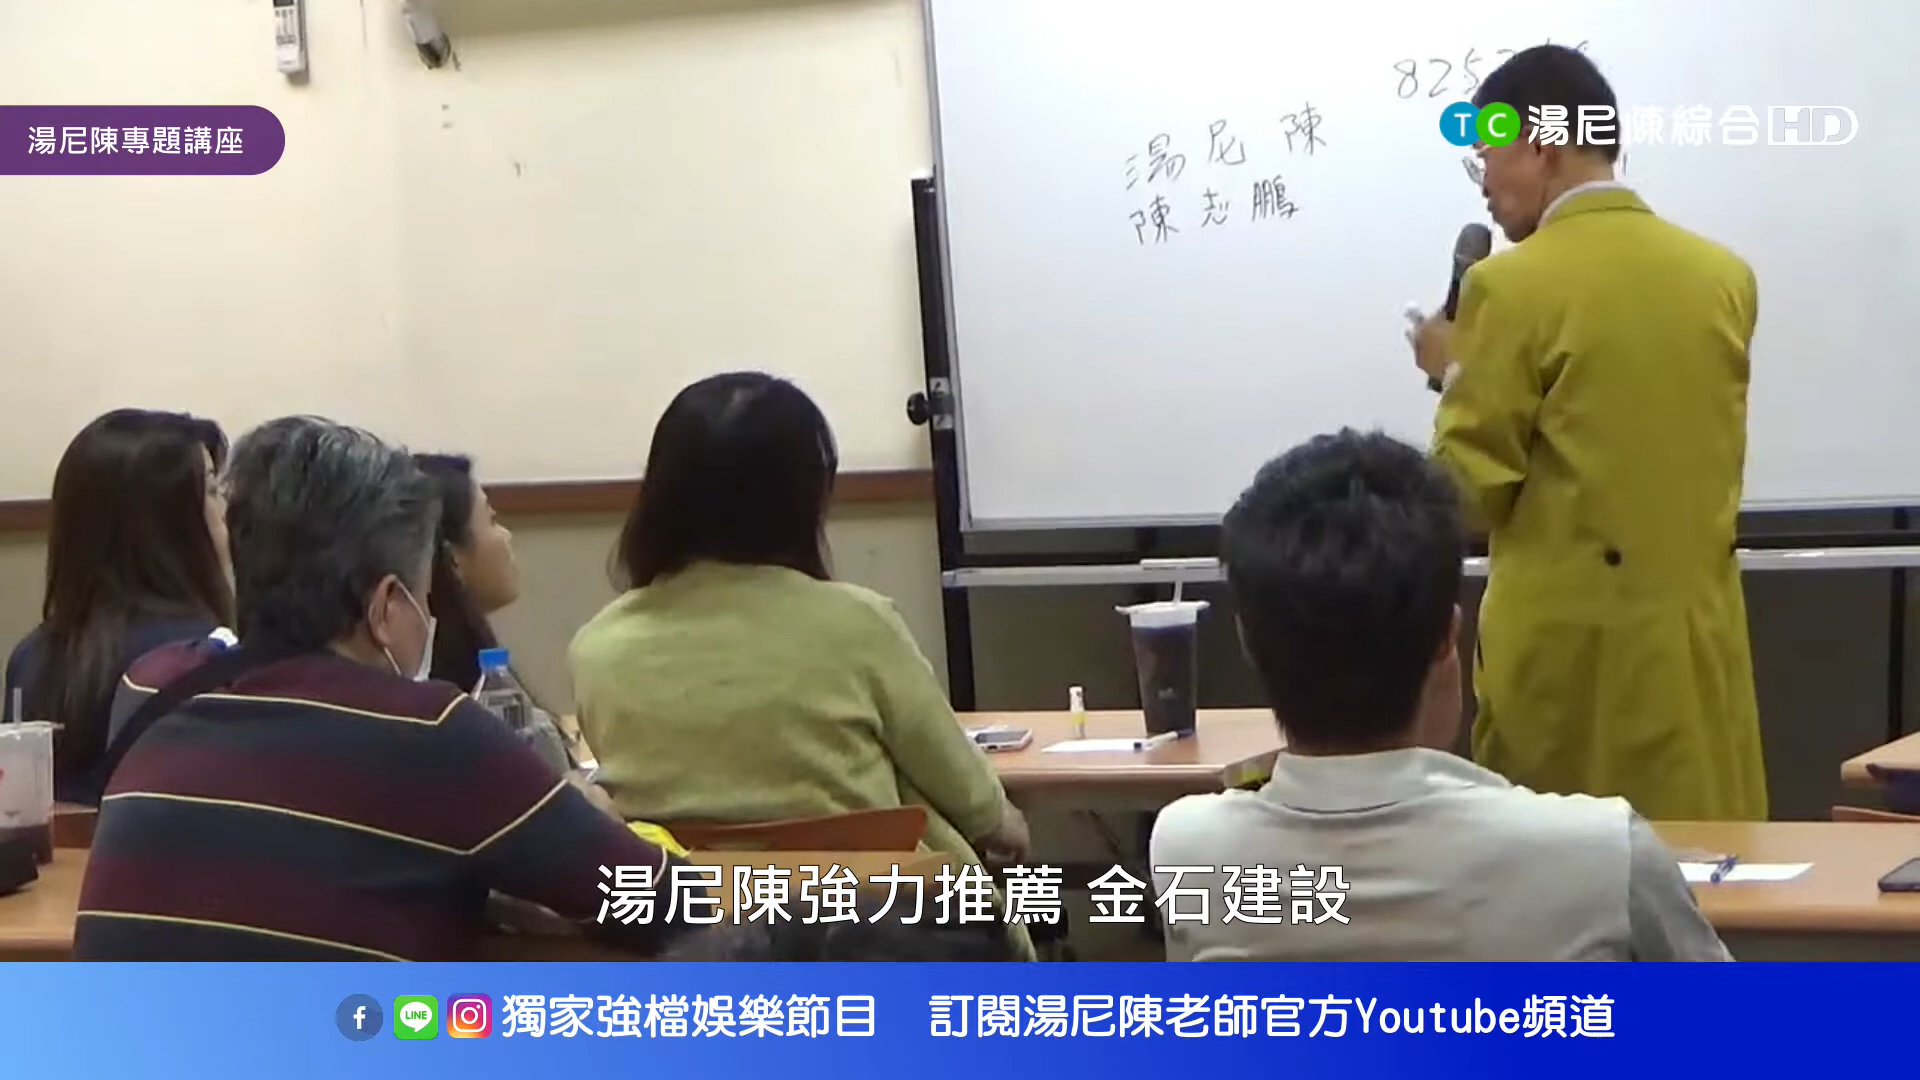 湯尼陳專題講座
TC 湯尼陳綜合HD
湯尼陳
陳志鵬
湯尼陳強力推薦 金石建設
LINE 獨家強檔娛樂節目 訂閱湯尼陳老師官方Youtube頻道